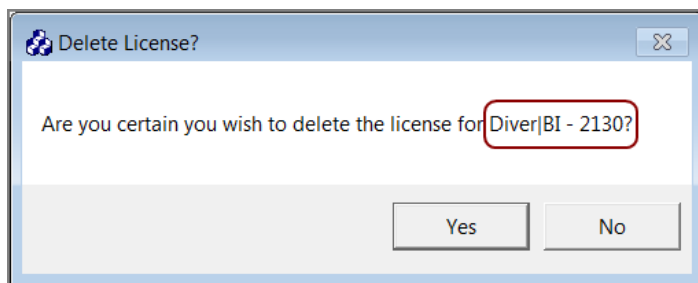 Delete License?
Are you certain you wish to delete the license for Diver|BI - 2130?
Yes
No